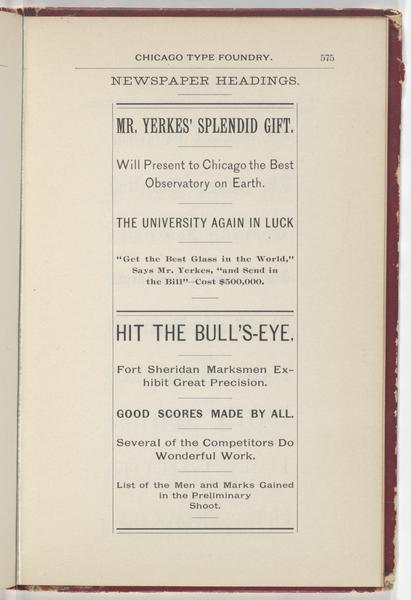 CHICAGO TYPE FOUNDRY. 575
NEWSPAPER HEADINGS.
MR. YERKES' SPLENDID GIFT.
Will Present to Chicago the Best
Observatory on Earth.
THE UNIVERSITY AGAIN IN LUCK
"Get the Best Glass in the World,"
Says Mr. Yerkes, "and Send in
the Bill"—Cost $500,000.
HIT THE BULL'S-EYE.
Fort Sheridan Marksmen Ex-
hibit Great Precision.
GOOD SCORES MADE BY ALL.
Several of the Competitors Do
Wonderful Work.
List of the Men and Marks Gained
in the Preliminary
Shoot.